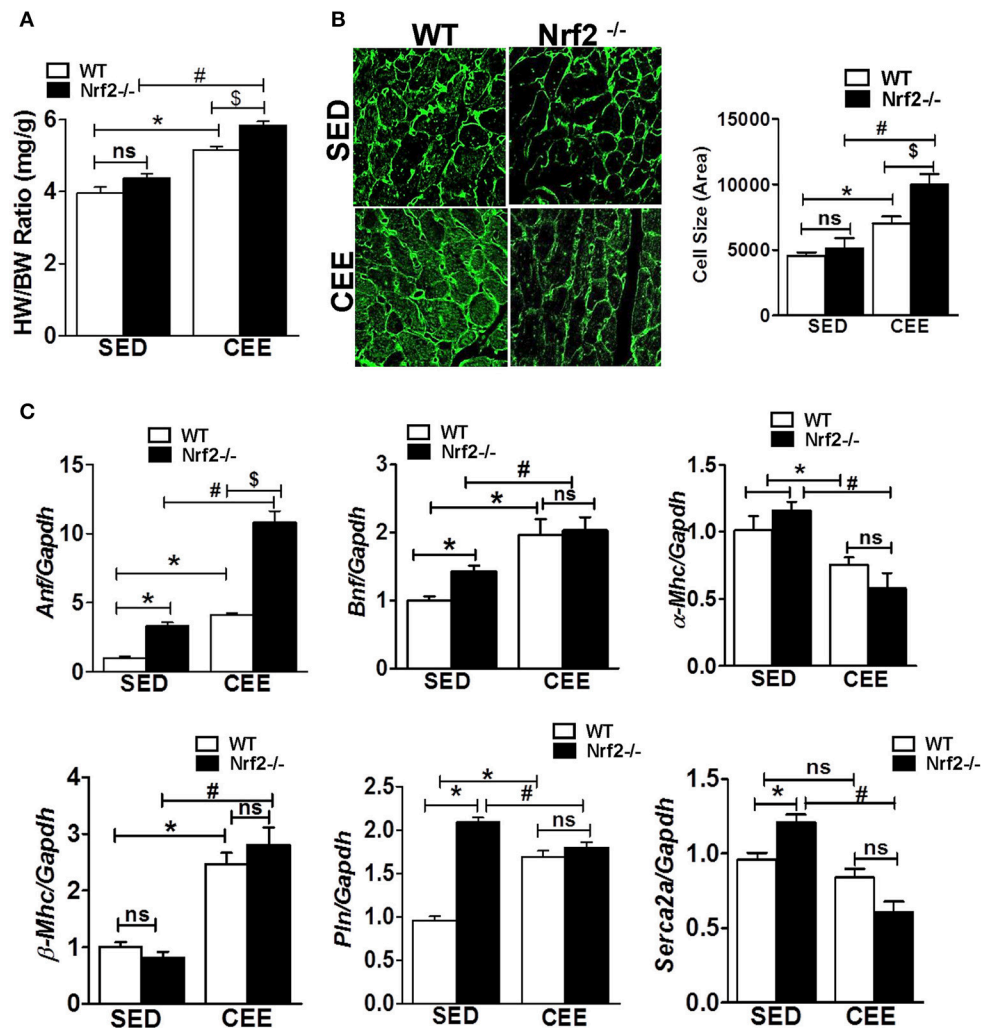 A
WT
Nrf2-/-
HW/BW Ratio (mg/g)
8
6
4
2
0
ns
*
#
$
SED
CEE
B
WT
Nrf2 -/-
SED
CEE
WT
Nrf2-/-
Cell Size (Area)
15000
10000
5000
0
ns
*
#
$
SED
CEE
C
WT
Nrf2-/-
Anf/Gapdh
15
10
5
0
*
*
#
$
SED
CEE
WT
Nrf2-/-
Bnf/Gapdh
3
2
1
0
*
*
#
ns
SED
CEE
WT
Nrf2-/-
α-Mhc/Gapdh
1.5
1.0
0.5
0.0
*
#
ns
SED
CEE
WT
Nrf2-/-
β-Mhc/Gapdh
4
3
2
1
0
ns
*
#
ns
SED
CEE
WT
Nrf2-/-
Pln/Gapdh
2.5
2.0
1.5
1.0
0.5
0.0
*
*
#
ns
SED
CEE
WT
Nrf2-/-
Serca2a/Gapdh
1.5
1.0
0.5
0.0
ns
*
#
ns
SED
CEE